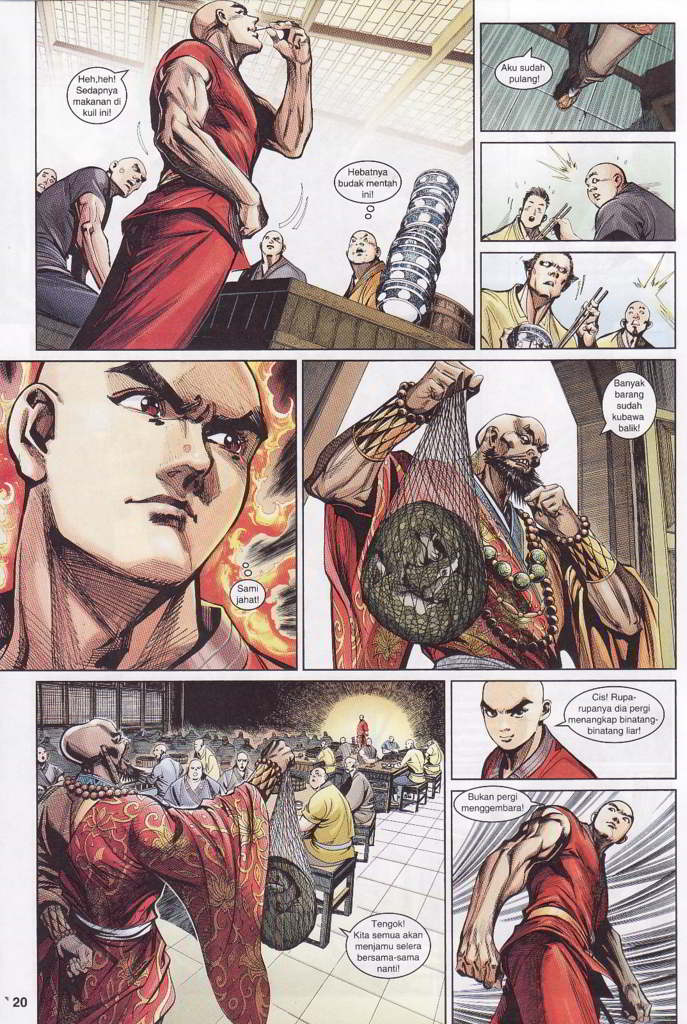 Heh,heh!
Sedapnya
makanan di
kuil ini!
Hebatnya
budak mentah
ini!
Aku sudah
pulang!
Sami
jahat!
Banyak
barang
sudah
kubawa
balik!
Tengok!
Kita semua akan
menjamu selera
bersama-sama
nanti!
Cis! Rupa-
rupanya dia pergi
menangkap binatang-
binatang liar!
Bukan pergi
menggembara!
20